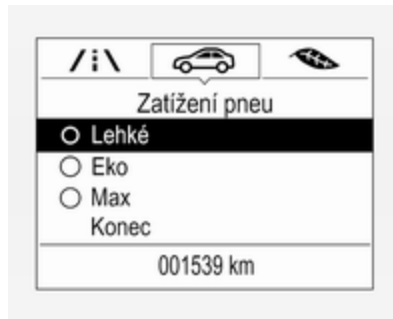 Zatížení pneu
Lehké
Eko
Max
Konec
001539 km